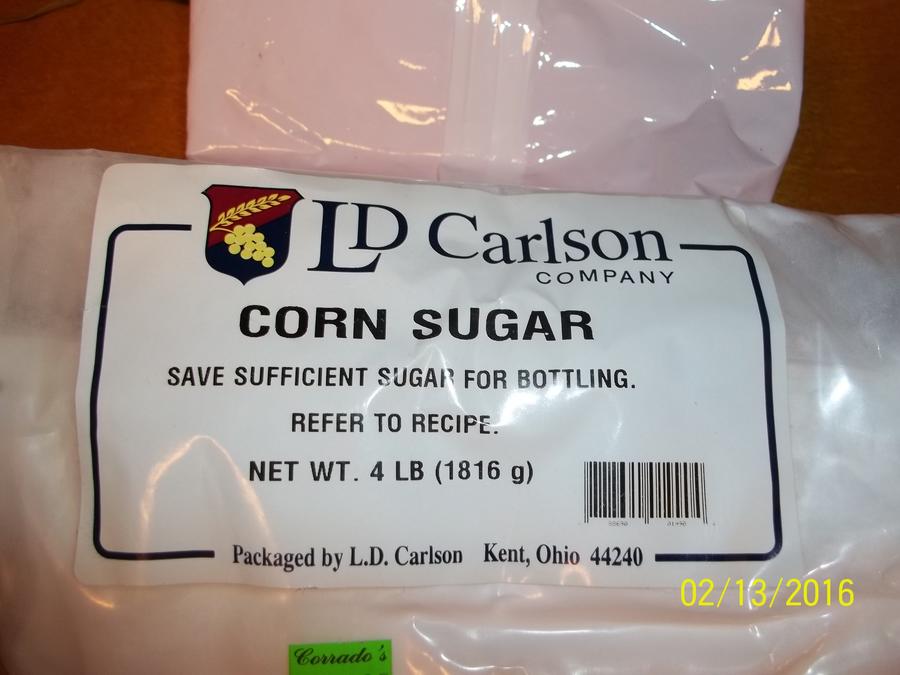 LD Carlson
COMPANY
CORN SUGAR
SAVE SUFFICIENT SUGAR FOR BOTTLING.
REFER TO RECIPE.
NET WT. 4 LB (1816 g)
Packaged by L.D. Carlson Kent, Ohio 44240
02/13/2016
Corrado's